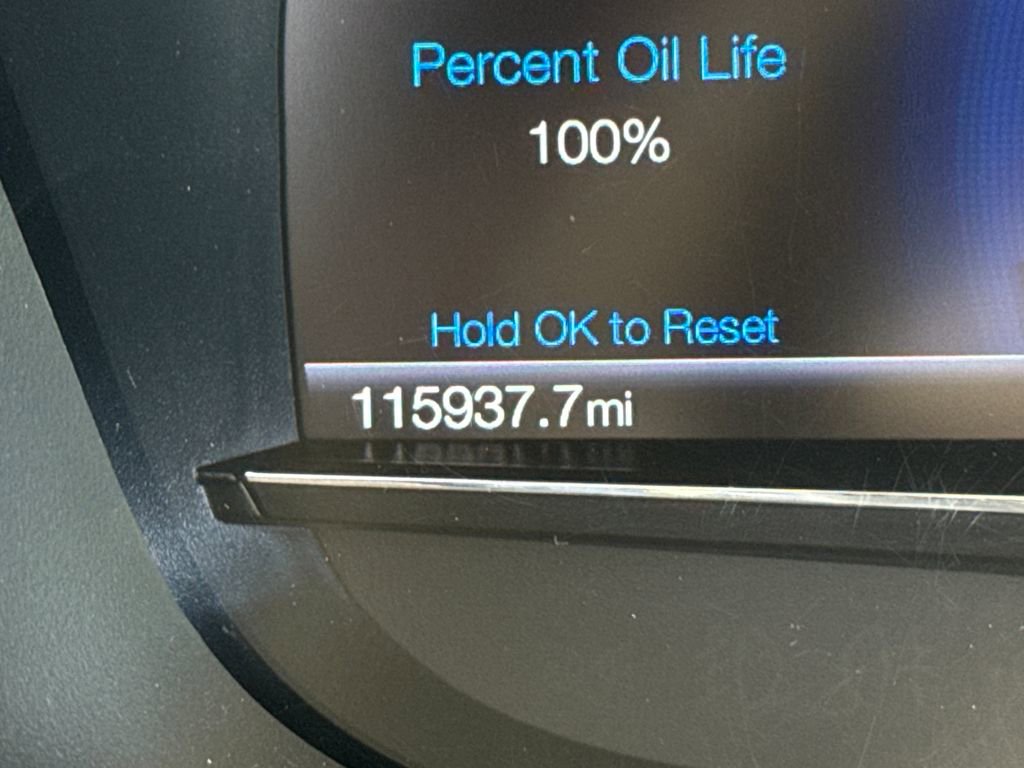 Percent Oil Life
100%
Hold OK to Reset
115937.7mi